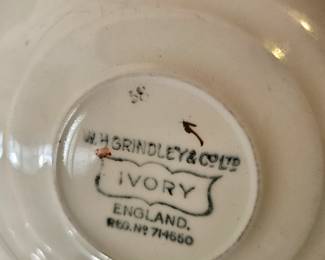 W.H GRINDLEY & CO LTD
IVORY
ENGLAND.
REG. NO 714650